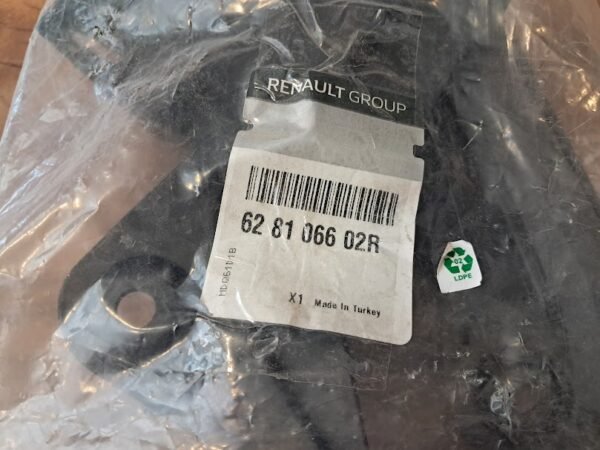 RENAULT GROUP
62 81 066 02R
X1 Made In Turkey
02
LDPE